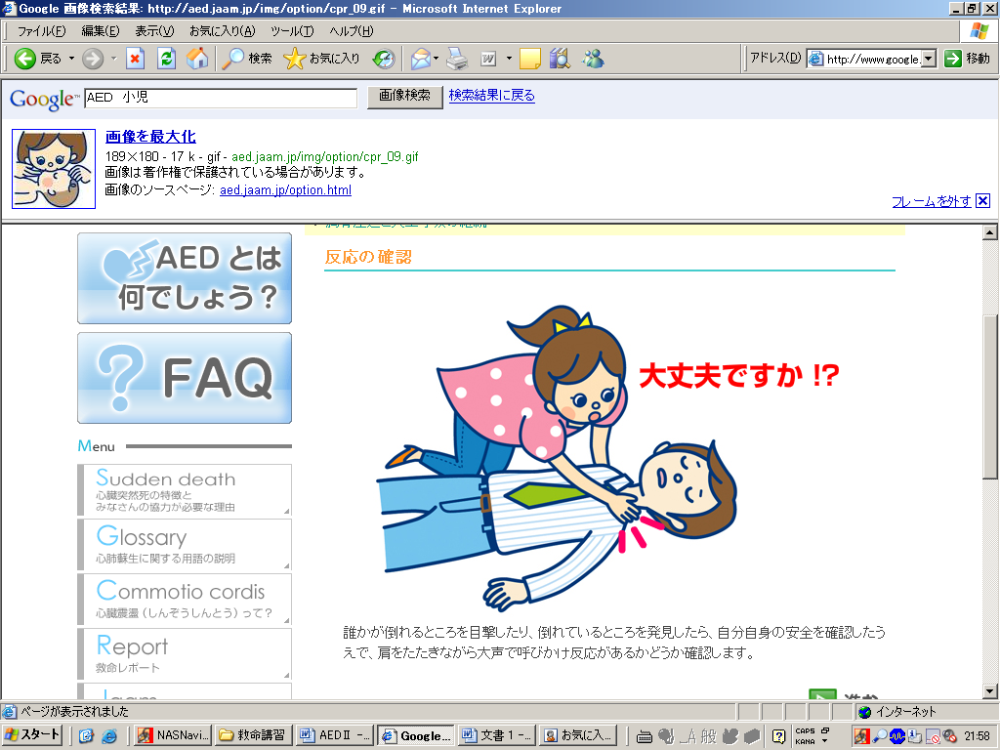 Google 画像検索結果: http://aed.jaam.jp/img/option/cpr_09.gif - Microsoft Internet Explorer
ファイル(F) 編集(E) 表示(V) お気に入り(A) ツール(T) ヘルプ(H)
戻る 検索 お気に入り アドレス(D) http://www.google. 移動
Google™ AED 小児 画像検索 検索結果に戻る
画像を最大化
189×180 - 17 k - gif - aed.jaam.jp/img/option/cpr_09.gif
画像は著作権で保護されている場合があります。
画像のソースページ: aed.jaam.jp/option.html
フレームを外す
AED とは
何でしょう？
? FAQ
Menu
Sudden death
心臓突然死の特徴と
みなさんの協力が必要な理由
Glossary
心肺蘇生に関する用語の説明
Commotio cordis
心臓震盪（しんぞうしんとう）って？
Report
救命レポート
反応の確認
大丈夫ですか !?
誰かが倒れるところを目撃したり、倒れているところを発見したら、自分自身の安全を確認したう
えで、肩をたたきながら大声で呼びかけ反応があるかどうか確認します。
ページが表示されました インターネット
スタート NASNavi... 救命講習 AEDⅡ -... Google... 文書 1 -... お気に入... A 般 CAPS KANA 21:58